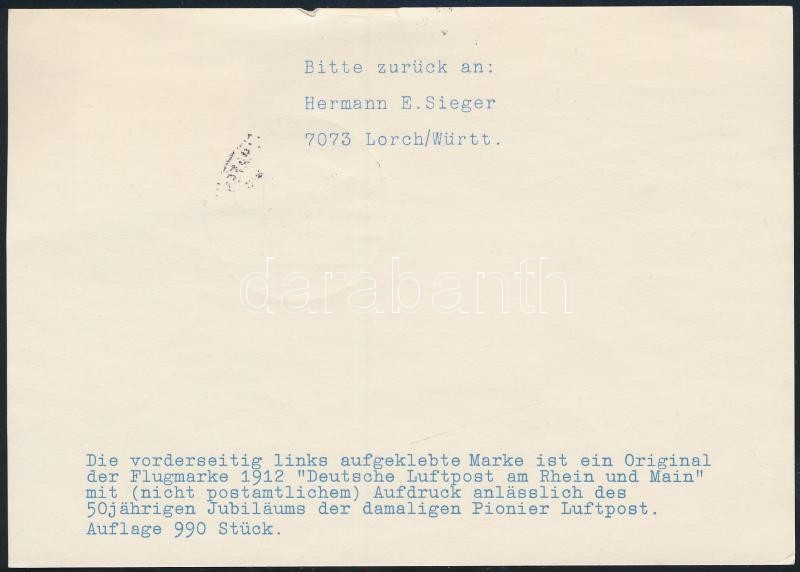 Bitte zurück an:
Hermann E.Sieger
7073 Lorch/Württ.
darabanth
Die vorderseitig links aufgeklebte Marke ist ein Original
der Flugmarke 1912 "Deutsche Luftpost am Rhein und Main"
mit (nicht postamtlichem) Aufdruck anlässlich des
50jährigen Jubiläums der damaligen Pionier Luftpost.
Auflage 990 Stück.